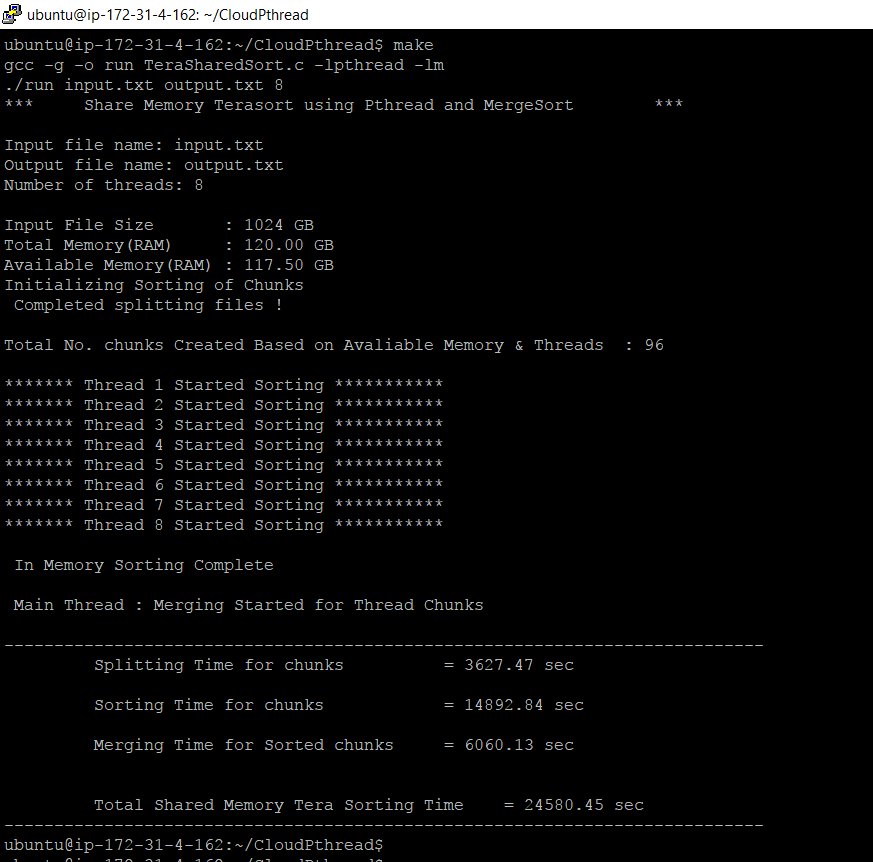 ubuntu@ip-172-31-4-162: ~/CloudPthread
ubuntu@ip-172-31-4-162:~/CloudPthread$ make
gcc -g -o run TeraSharedSort.c -lpthread -lm
./run input.txt output.txt 8
***     Share Memory Terasort using Pthread and MergeSort        ***
Input file name: input.txt
Output file name: output.txt
Number of threads: 8
Input File Size       : 1024 GB
Total Memory(RAM)     : 120.00 GB
Available Memory(RAM) : 117.50 GB
Initializing Sorting of Chunks
 Completed splitting files !
Total No. chunks Created Based on Avaliable Memory & Threads  : 96
******* Thread 1 Started Sorting ***********
******* Thread 2 Started Sorting ***********
******* Thread 3 Started Sorting ***********
******* Thread 4 Started Sorting ***********
******* Thread 5 Started Sorting ***********
******* Thread 6 Started Sorting ***********
******* Thread 7 Started Sorting ***********
******* Thread 8 Started Sorting ***********
 In Memory Sorting Complete
 Main Thread : Merging Started for Thread Chunks
----------------------------------------------------------------------------
         Splitting Time for chunks          = 3627.47 sec
         Sorting Time for chunks            = 14892.84 sec
         Merging Time for Sorted chunks     = 6060.13 sec
         Total Shared Memory Tera Sorting Time    = 24580.45 sec
----------------------------------------------------------------------------
ubuntu@ip-172-31-4-162:~/CloudPthread$